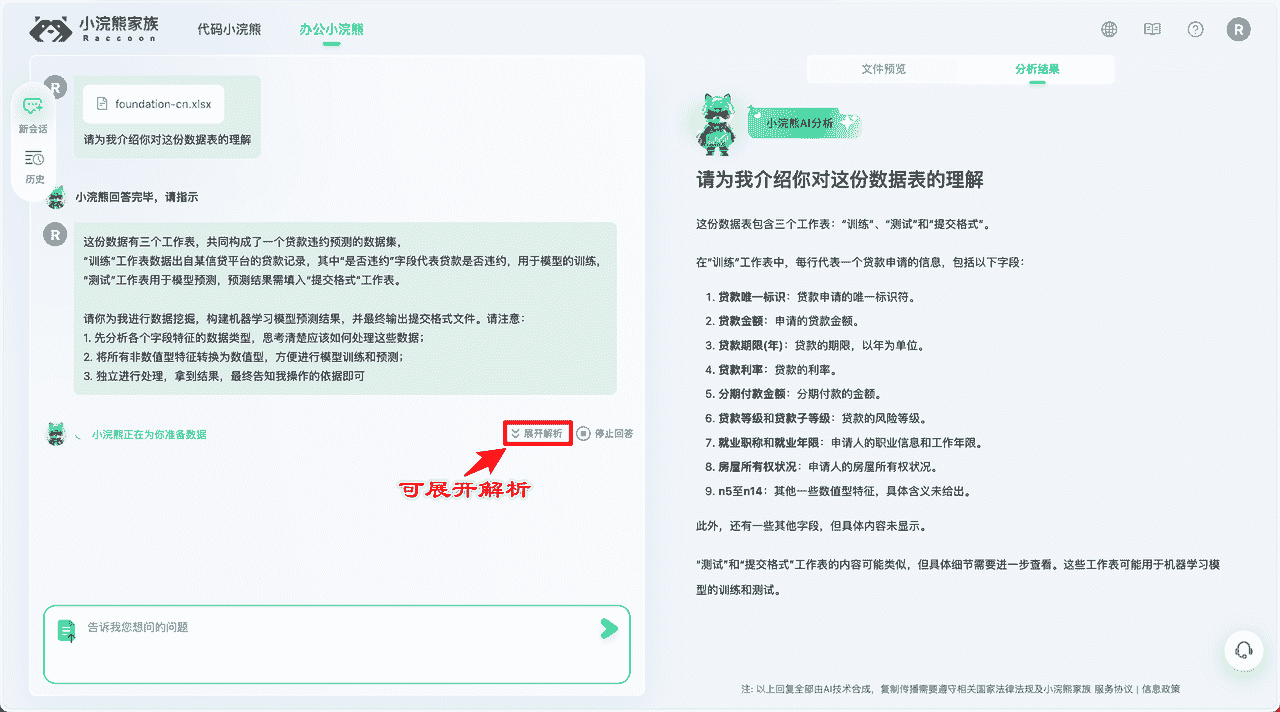 小浣熊家族
Raccoon
代码小浣熊
办公小浣熊
R
新会话
历史
R
foundation-cn.xlsx
请为我介绍你对这份数据表的理解
小浣熊回答完毕，请指示
R
这份数据有三个工作表，共同构成了一个贷款违约预测的数据集，
“训练”工作表数据出自某信贷平台的贷款记录，其中“是否违约”字段代表贷款是否违约，用于模型的训练，
“测试”工作表用于模型预测，预测结果需填入“提交格式”工作表。
请你为我进行数据挖掘，构建机器学习模型预测结果，并最终输出提交格式文件。请注意：
1. 先分析各个字段特征的数据类型，思考清楚应该如何处理这些数据；
2. 将所有非数值型特征转换为数值型，方便进行模型训练和预测；
3. 独立进行处理，拿到结果，最终告知我操作的依据即可
小浣熊正在为你准备数据
展开解析
停止回答
可展开解析
告诉我您想问的问题
文件预览
分析结果
小浣熊AI分析
请为我介绍你对这份数据表的理解
这份数据表包含三个工作表：“训练”、“测试”和“提交格式”。
在“训练”工作表中，每行代表一个贷款申请的信息，包括以下字段：
1. 贷款唯一标识：贷款申请的唯一标识符。
2. 贷款金额：申请的贷款金额。
3. 贷款期限(年)：贷款的期限，以年为单位。
4. 贷款利率：贷款的利率。
5. 分期付款金额：分期付款的金额。
6. 贷款等级和贷款子等级：贷款的风险等级。
7. 就业职称和就业年限：申请人的职业信息和工作年限。
8. 房屋所有权状况：申请人的房屋所有权状况。
9. n5至n14：其他一些数值型特征，具体含义未给出。
此外，还有一些其他字段，但具体内容未显示。
“测试”和“提交格式”工作表的内容可能类似，但具体细节需要进一步查看。这些工作表可能用于机器学习模
型的训练和测试。
注: 以上回复全部由AI技术合成，复制传播需要遵守相关国家法律法规及小浣熊家族 服务协议 | 信息政策